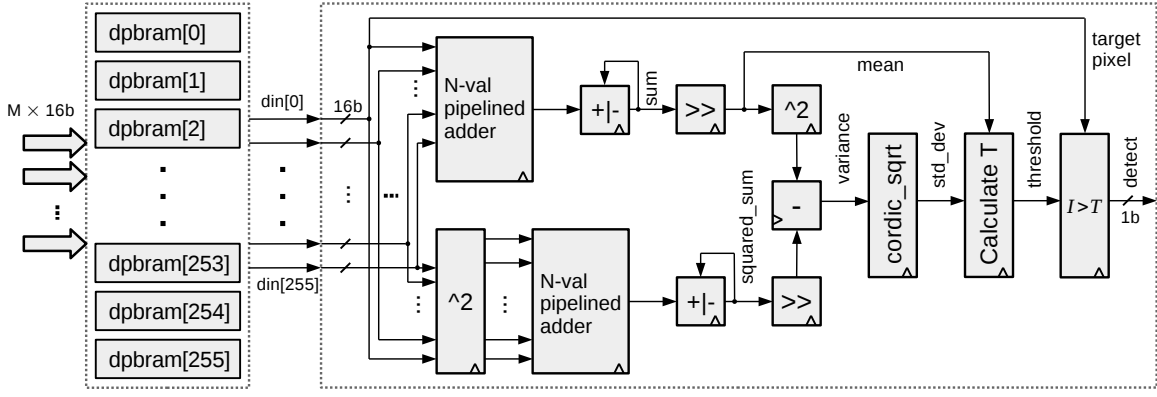 dpbram[0]
dpbram[1]
dpbram[2]
dpbram[253]
dpbram[254]
dpbram[255]
M × 16b
din[0]
din[255]
16b
N-val
pipelined
adder
+|-
sum
>>
mean
^2
^2
N-val
pipelined
adder
+|-
squared_sum
>>
-
variance
cordic_sqrt
std_dev
Calculate T
threshold
target
pixel
I>T
detect
1b